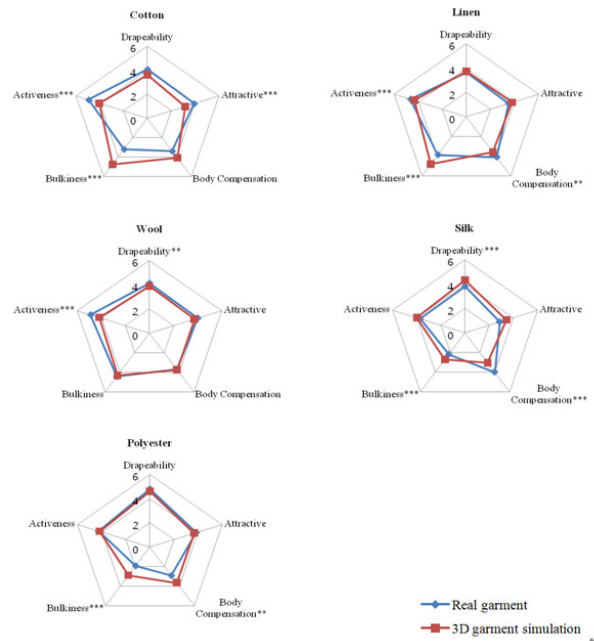 Cotton
Drapeability
6
4
2
0
Activeness***
Attractive***
Bulkiness***
Body Compensation
Linen
Drapeability
6
4
2
0
Activeness***
Attractive
Bulkiness***
Body
Compensation**
Wool
Drapeability**
6
4
2
0
Activeness***
Attractive
Bulkiness
Body Compensation
Silk
Drapeability***
6
4
2
0
Activeness
Attractive
Bulkiness***
Body
Compensation***
Polyester
Drapeability
6
4
2
0
Activeness
Attractive
Bulkiness***
Body
Compensation**
Real garment
3D garment simulation